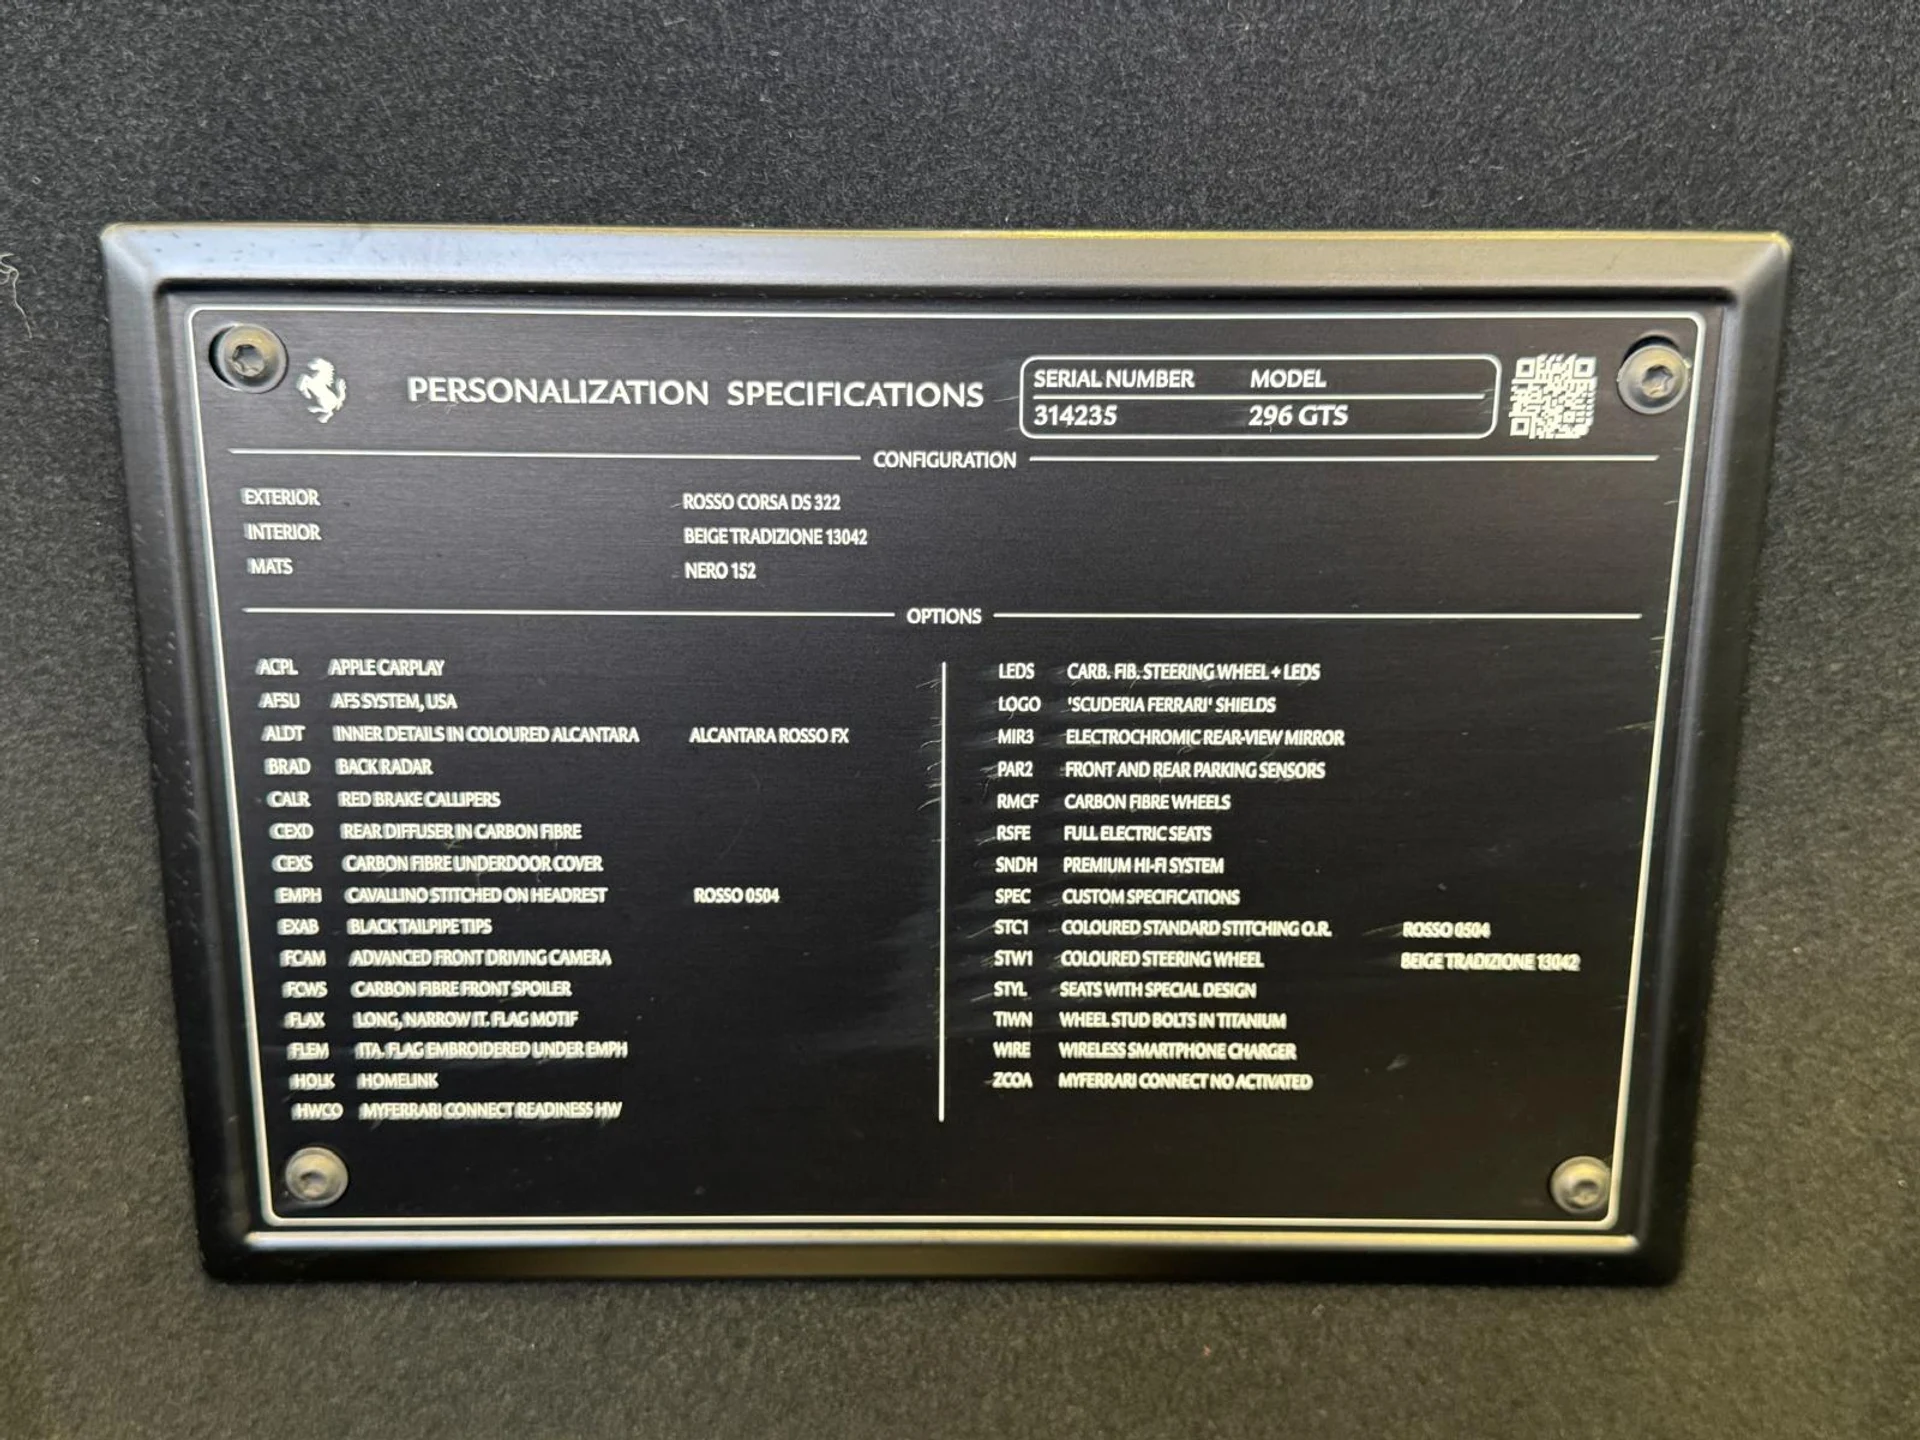 PERSONALIZATION SPECIFICATIONS
SERIAL NUMBER MODEL
314235 296 GTS
CONFIGURATION
EXTERIOR ROSSO CORSA DS 322
INTERIOR BEIGE TRADIZIONE 13042
MATS NERO 152
OPTIONS
ACPL APPLE CARPLAY
AFSU AFS SYSTEM, USA
ALDT INNER DETAILS IN COLOURED ALCANTARA ALCANTARA ROSSO FX
BRAD BACK RADAR
CALR RED BRAKE CALLIPERS
CEXD REAR DIFFUSER IN CARBON FIBRE
CEXS CARBON FIBRE UNDERDOOR COVER
EMPH CAVALLINO STITCHED ON HEADREST ROSSO 0504
EXAB BLACK TAILPIPE TIPS
FCAM ADVANCED FRONT DRIVING CAMERA
FCWS CARBON FIBRE FRONT SPOILER
FLAX LONG, NARROW IT. FLAG MOTIF
FLEM ITA. FLAG EMBROIDERED UNDER EMPH
HOLK HOMELINK
HWCO MYFERRARI CONNECT READINESS HW
LEDS CARB. FIB. STEERING WHEEL + LEDS
LOGO 'SCUDERIA FERRARI' SHIELDS
MIR3 ELECTROCHROMIC REAR-VIEW MIRROR
PAR2 FRONT AND REAR PARKING SENSORS
RMCF CARBON FIBRE WHEELS
RSFE FULL ELECTRIC SEATS
SNDH PREMIUM HI-FI SYSTEM
SPEC CUSTOM SPECIFICATIONS
STC1 COLOURED STANDARD STITCHING O.R. ROSSO 0504
STW1 COLOURED STEERING WHEEL BEIGE TRADIZIONE 13042
STYL SEATS WITH SPECIAL DESIGN
TIWN WHEEL STUD BOLTS IN TITANIUM
WIRE WIRELESS SMARTPHONE CHARGER
ZCOA MYFERRARI CONNECT NO ACTIVATED